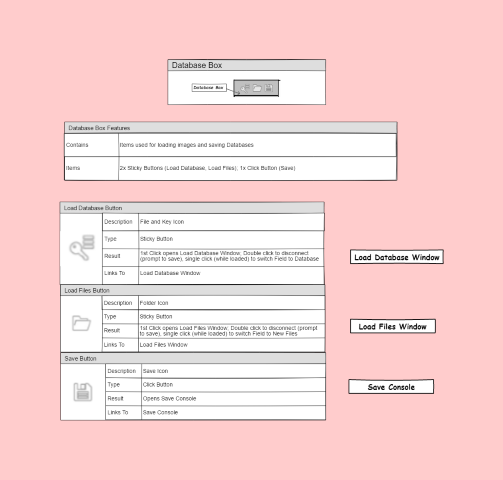 Database Box
Database Box
Database Box Features
Contains
Items used for loading images and saving Databases
Items
2x Sticky Buttons (Load Database, Load Files), 1x Click Button (Save)
Load Database Button
Description
File and Key Icon
Type
Sticky Button
Result
1st Click opens Load Database Window, Double click to disconnect
(prompt to save), single click (while loaded) to switch Field to Database
Links To
Load Database Window
Load Database Window
Load Files Button
Description
Folder Icon
Type
Sticky Button
Result
1st Click opens Load Files Window, Double click to disconnect (prompt
to save), single click (while loaded) to switch Field to New Files
Links To
Load Files Window
Load Files Window
Save Button
Description
Save Icon
Type
Click Button
Result
Opens Save Console
Links To
Save Console
Save Console